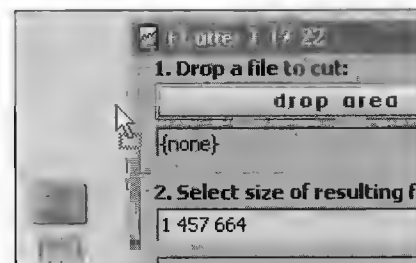 1. Drop a file to cut:
drop area
{none}
2. Select size of resulting f
1 457 664